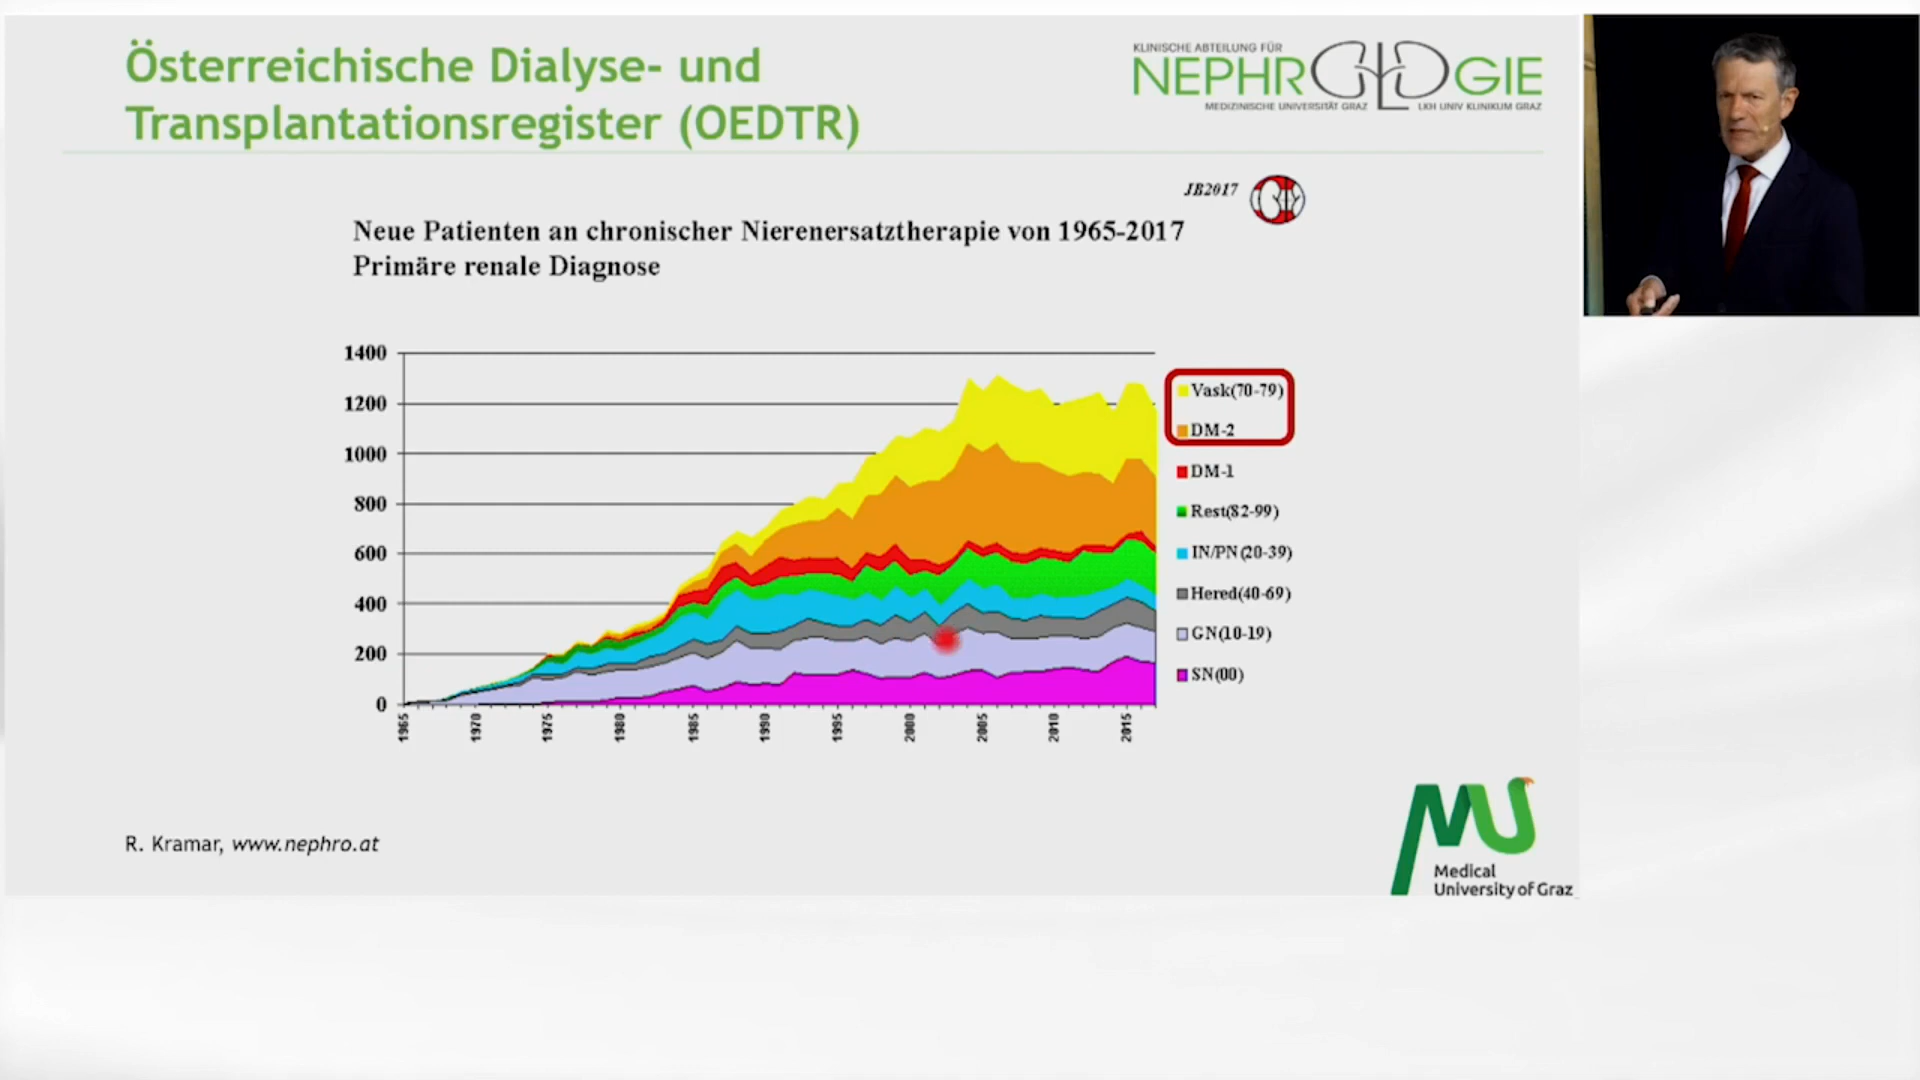 Österreichische Dialyse- und
Transplantationsregister (OEDTR)
KLINISCHE ABTEILUNG FÜR
NEPHROLOGIE
MEDIZINISCHE UNIVERSITÄT GRAZ LKH UNIV KLINIKUM GRAZ
JB2017
Neue Patienten an chronischer Nierenersatztherapie von 1965-2017
Primäre renale Diagnose
1400
1200
1000
800
600
400
200
0
1965 1970 1975 1980 1985 1990 1995 2000 2005 2010 2015
Vask(70-79)
DM-2
DM-1
Rest(82-99)
IN/PN(20-39)
Hered(40-69)
GN(10-19)
SN(00)
R. Kramar, www.nephro.at
MU
Medical
University of Graz